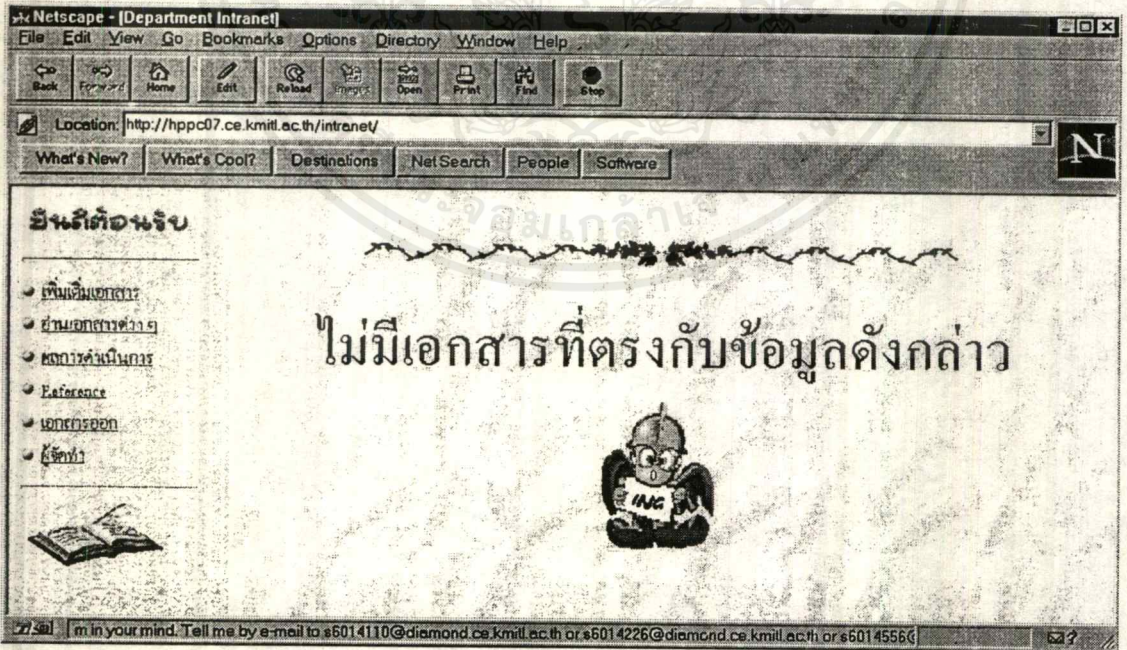 Netscape - [Department Intranet]
File Edit View Go Bookmarks Options Directory Window Help
Back Forward Home Edit Reload Images Open Print Find Stop
Location: http://hppc07.ce.kmitl.ac.th/intranet/
N
What's New? What's Cool? Destinations Net Search People Software
ยินดีต้อนรับ
เพิ่มเติมเอกสาร
อ่านเอกสารต่าง ๆ
ผลการดำเนินการ
Reference
เอกสารออก
ผู้จัดทำ
ไม่มีเอกสารที่ตรงกับข้อมูลดังกล่าว
ING
m in your mind. Tell me by e-mail to s6014110@diamond.ce.kmitl.ac.th or s6014226@diamond.ce.kmitl.ac.th or s6014556@